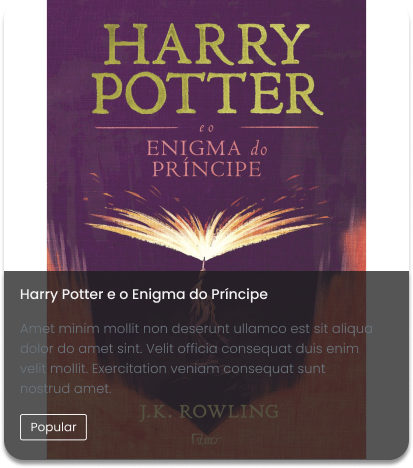 HARRY
POTTER
e o
ENIGMA do
PRÍNCIPE
Harry Potter e o Enigma do Príncipe
Amet minim mollit non deserunt ullamco est sit aliqua
dolor do amet sint. Velit officia consequat duis enim
velit mollit. Exercitation veniam consequat sunt
nostrud amet.
J.K. ROWLING
Popular